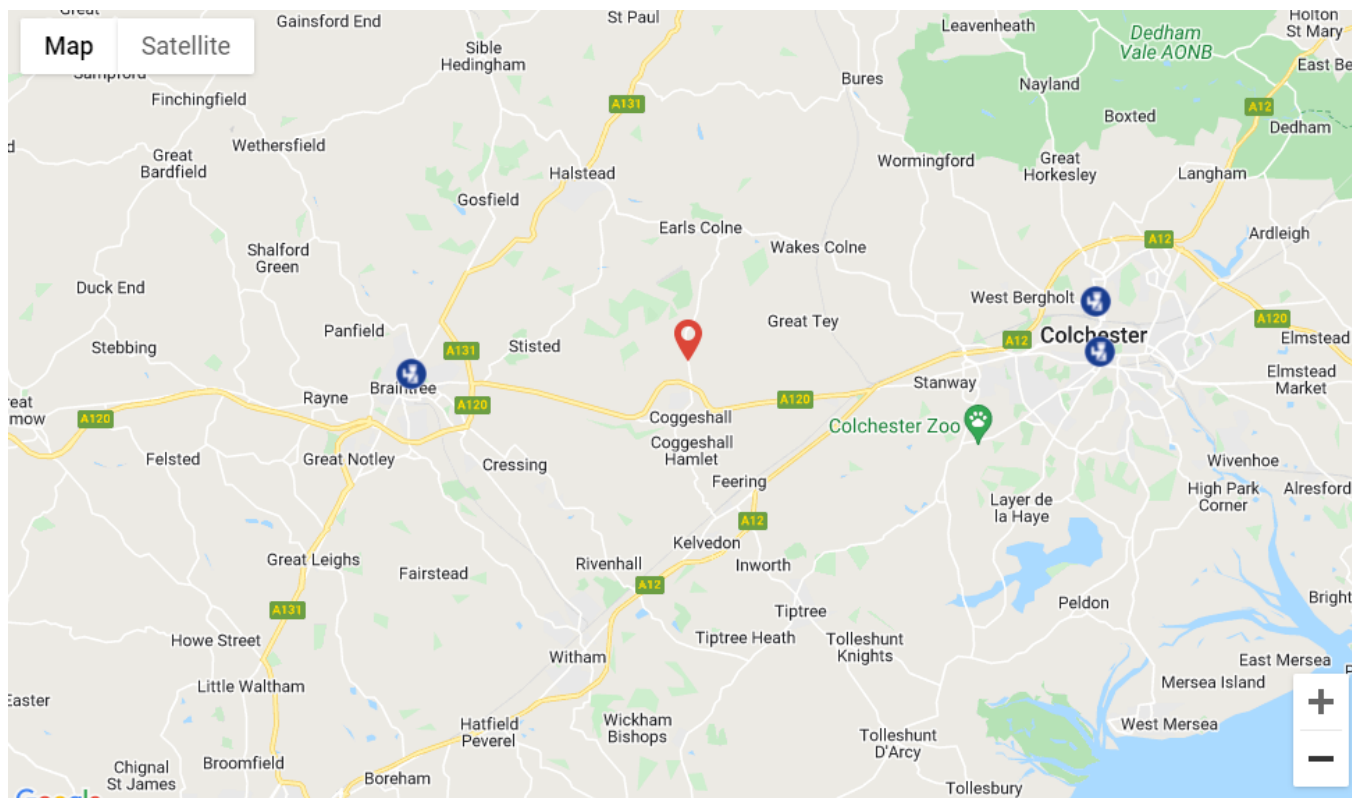 Great
Gainsford End
St Paul
Leavenheath
Holton
St Mary
Map
Satellite
Sible
Hedingham
Dedham
Vale AONB
East Be
Sampford
Bures
Nayland
Finchingfield
A131
A12
Boxted
Dedham
d
Wethersfield
Great
Bardfield
Halstead
Wormingford
Great
Horkesley
Langham
Gosfield
Earls Colne
Wakes Colne
A12
Ardleigh
Shalford
Green
Duck End
West Bergholt
Panfield
Great Tey
A120
Stebbing
A131
Stisted
A12
Colchester
Elmstead
Braintree
Rayne
Stanway
Elmstead
Market
reat
mow
A120
A120
A120
Coggeshall
Colchester Zoo
Coggeshall
Hamlet
Felsted
Great Notley
Cressing
Wivenhoe
Feering
High Park
Corner
Alresford
Layer de
la Haye
A12
Kelvedon
Great Leighs
Fairstead
Rivenhall
Inworth
A12
A131
Tiptree
Peldon
Bright
Howe Street
Tiptree Heath
Tolleshunt
Knights
Witham
East Mersea
Little Waltham
Mersea Island
Easter
Hatfield
Peverel
Wickham
Bishops
West Mersea
Tolleshunt
D'Arcy
Broomfield
Chignal
St James
Boreham
Tollesbury
Google